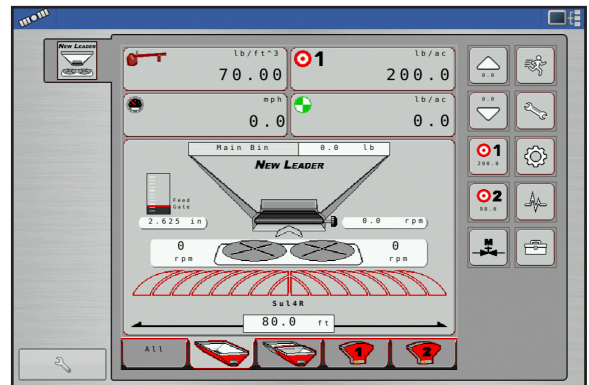 NEW LEADER
lb/ft^3
70.00
1
lb/ac
200.0
mph
0.0
lb/ac
0.0
0.0
0.0
1
200.0
2
90.0
M
Main Bin 0.0 lb
NEW LEADER
Feed
Gate
2.625 in
0.0 rpm
0
rpm
0
rpm
Sul4R
80.0 ft
All
1
2